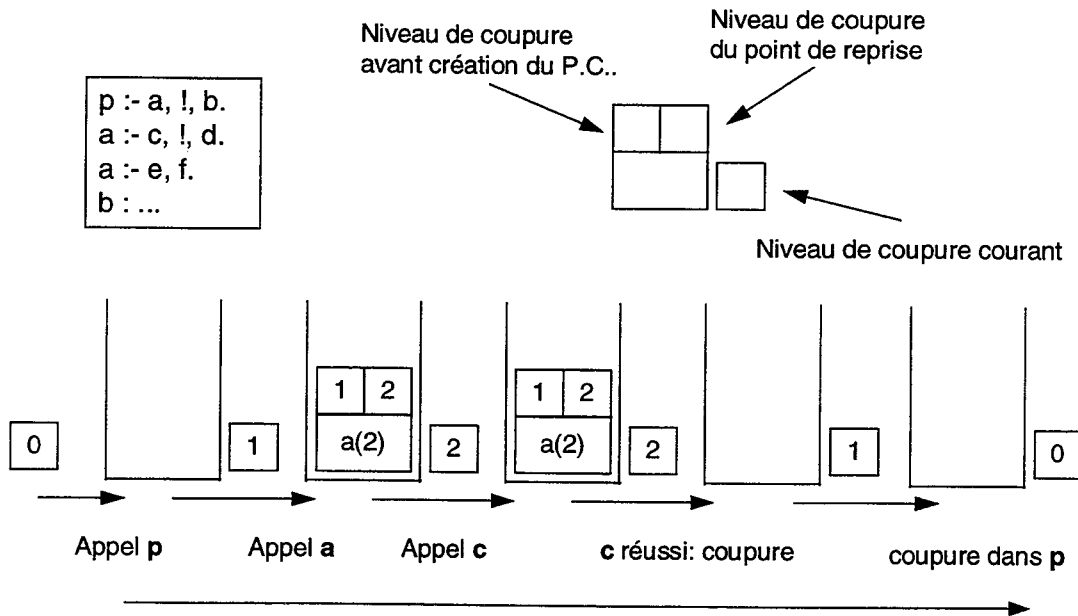 Niveau de coupure
avant création du P.C..
Niveau de coupure
du point de reprise
p :- a, !, b.
a :- c, !, d.
a :- e, f.
b : ...
Niveau de coupure courant
1 2
1 2
0
1
a(2)
2
a(2)
2
1
0
Appel p
Appel a
Appel c
c réussi: coupure
coupure dans p